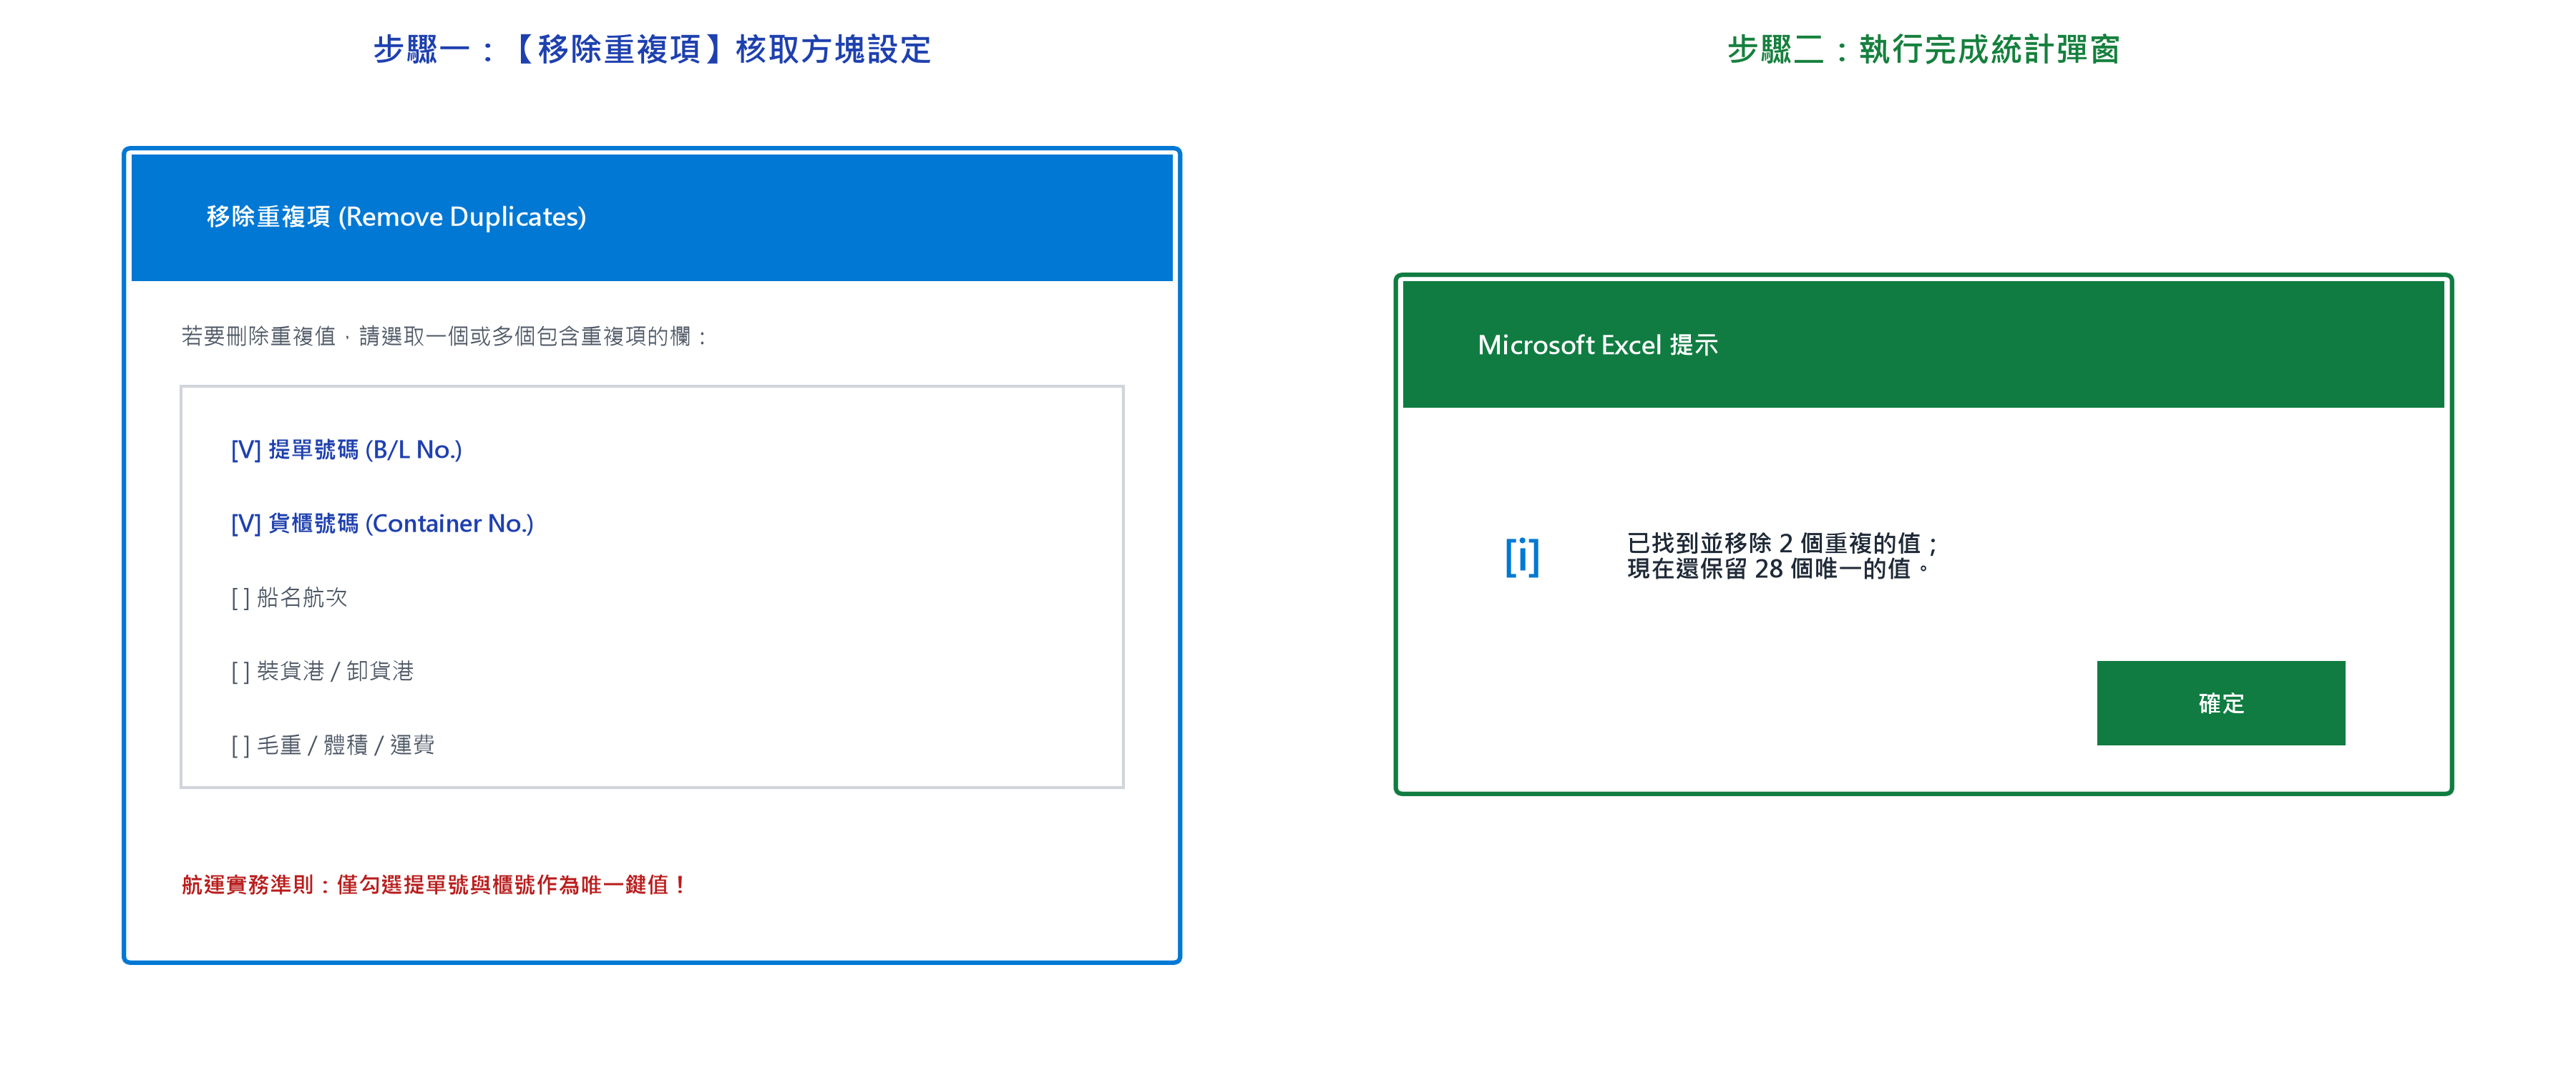 步驟一：【移除重複項】核取方塊設定
移除重複項 (Remove Duplicates)
若要刪除重複值，請選取一個或多個包含重複項的欄：
[V] 提單號碼 (B/L No.)
[V] 貨櫃號碼 (Container No.)
[ ] 船名航次
[ ] 裝貨港 / 卸貨港
[ ] 毛重 / 體積 / 運費
航運實務準則：僅勾選提單號與櫃號作為唯一鍵值！
步驟二：執行完成統計彈窗
Microsoft Excel 提示
[i]
已找到並移除 2 個重複的值；
現在還保留 28 個唯一的值。
確定